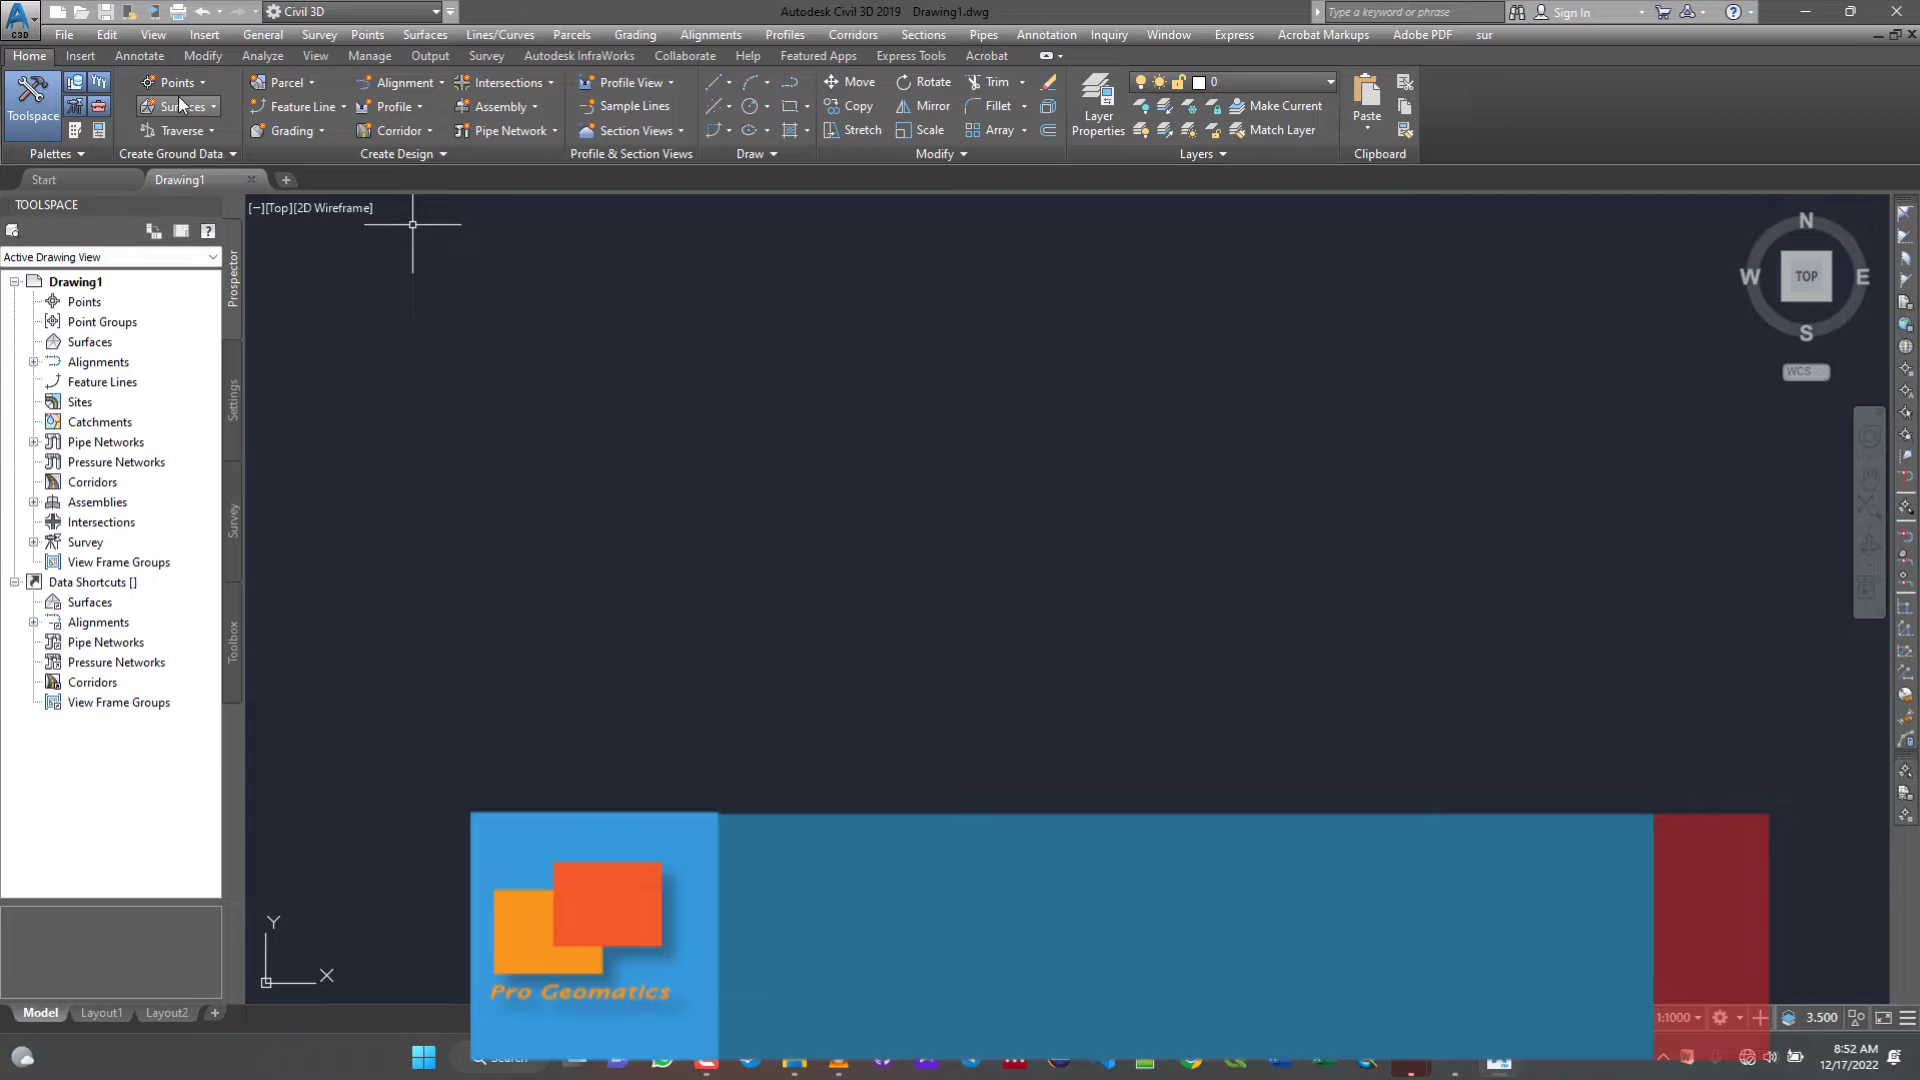 Civil 3D
Autodesk Civil 3D 2019 Drawing1.dwg
Type a keyword or phrase
Sign In
C3D
File Edit View Insert General Survey Points Surfaces Lines/Curves Parcels Grading Alignments Profiles Corridors Sections Pipes Annotation Inquiry Window Express Acrobat Markups Adobe PDF sur
Home Insert Annotate Modify Analyze View Manage Output Survey Autodesk InfraWorks Collaborate Help Featured Apps Express Tools Acrobat
Points Parcel Alignment Intersections Profile View Move Rotate Trim 0
Toolspace Surfaces Feature Line Profile Assembly Sample Lines Copy Mirror Fillet Layer Properties Make Current Paste
Traverse Grading Corridor Pipe Network Section Views Stretch Scale Array Match Layer
Palettes Create Ground Data Create Design Profile & Section Views Draw Modify Layers Clipboard
Start Drawing1
TOOLSPACE
[−][Top][2D Wireframe]
Active Drawing View
Drawing1
Points
Point Groups
Surfaces
Alignments
Feature Lines
Sites
Catchments
Pipe Networks
Pressure Networks
Corridors
Assemblies
Intersections
Survey
View Frame Groups
Data Shortcuts []
Surfaces
Alignments
Pipe Networks
Pressure Networks
Corridors
View Frame Groups
Prospector
Settings
Survey
Toolbox
N
W TOP E
S
WCS
Y
X
Pro Geomatics
Model Layout1 Layout2
1:1000 3.500
Search
8:52 AM
12/17/2022